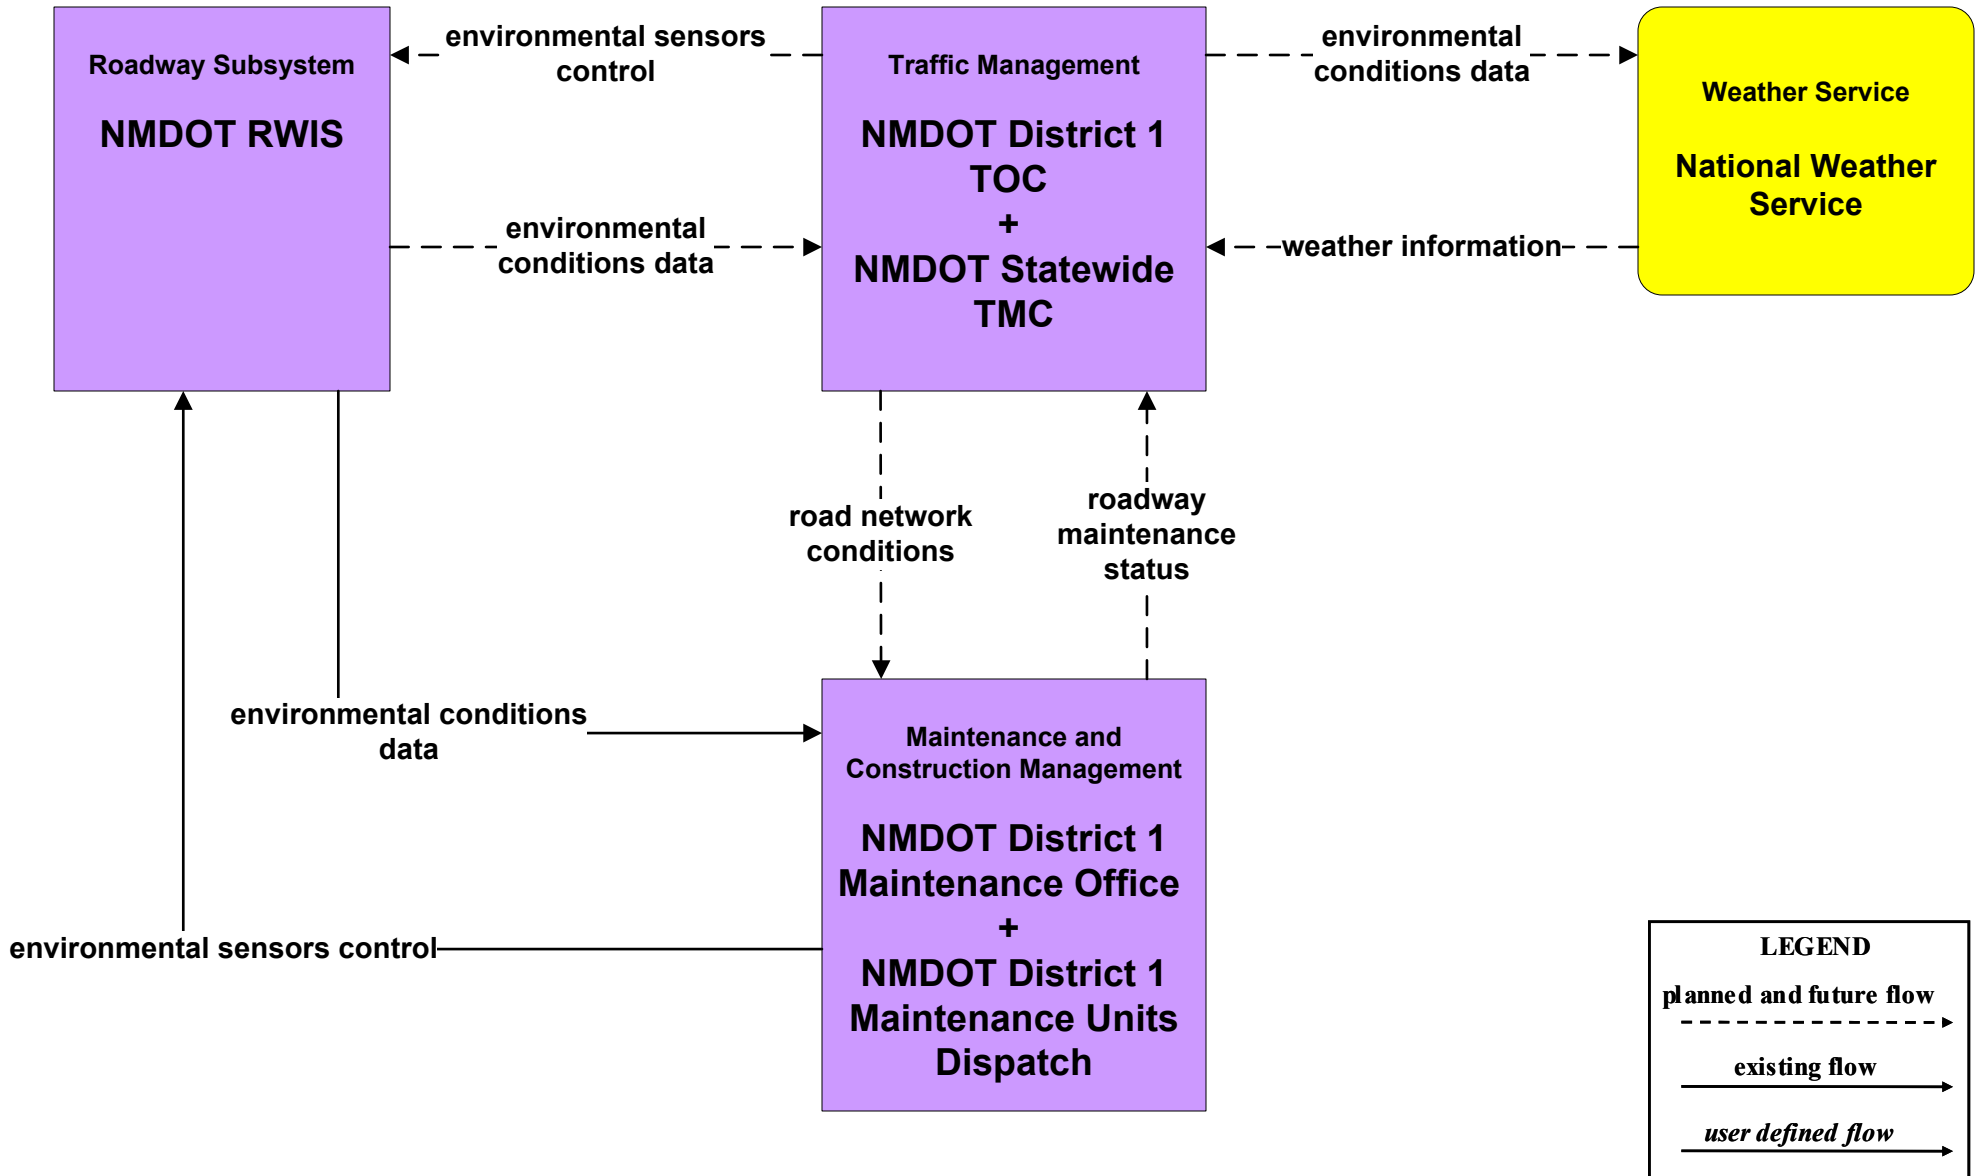 Roadway Subsystem
NMDOT RWIS
environmental sensors
control
environmental
conditions data
Traffic Management
NMDOT District 1
TOC
+
NMDOT Statewide
TMC
environmental
conditions data
weather information
Weather Service
National Weather
Service
road network
conditions
roadway
maintenance
status
environmental conditions
data
environmental sensors control
Maintenance and
Construction Management
NMDOT District 1
Maintenance Office
+
NMDOT District 1
Maintenance Units
Dispatch
LEGEND
planned and future flow
existing flow
user defined flow